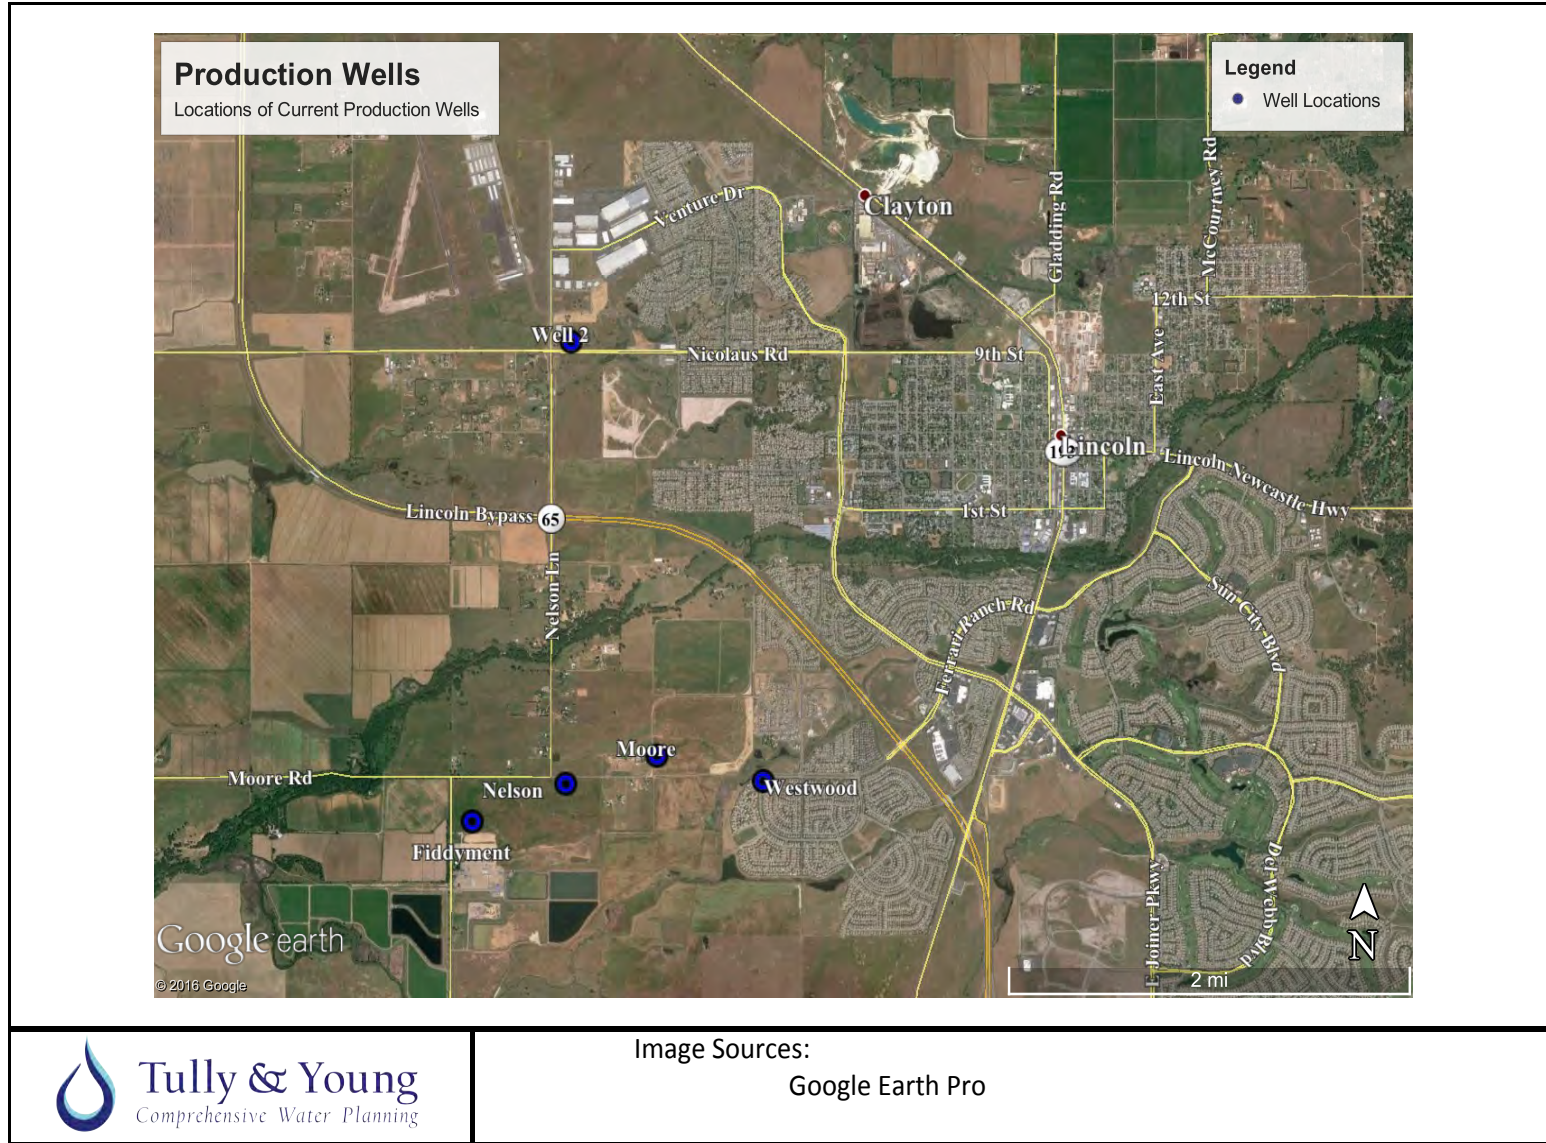 Production Wells
Locations of Current Production Wells
Legend
Well Locations
McCourtney Rd
Gladding Rd
Venture Dr
Clayton
12th St
Well 2
Nicolaus Rd
9th St
East Ave
Lincoln
Lincoln Newcastle Hwy
Lincoln Bypass
65
1st St
Nelson Ln
Sun City Blvd
Ferrari Ranch Rd
Moore
Moore Rd
Nelson
Westwood
Fiddyment
E Joiner Pkwy
Del Webb Blvd
N
Google earth
© 2016 Google
2 mi
Tully & Young
Comprehensive Water Planning
Image Sources:
Google Earth Pro